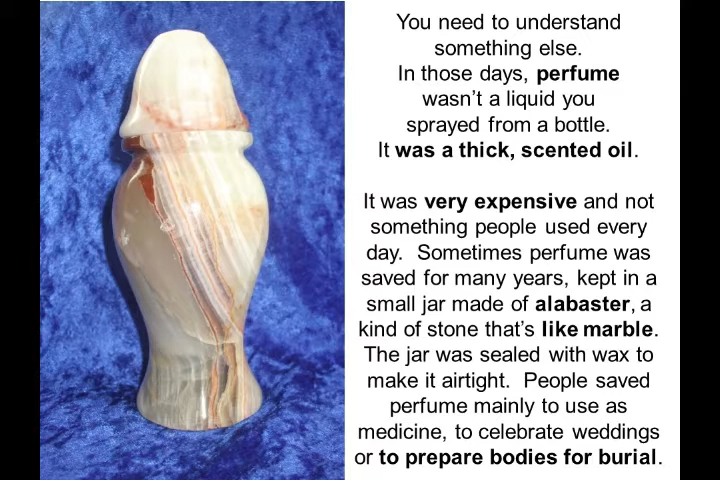 You need to understand
something else.
In those days, perfume
wasn’t a liquid you
sprayed from a bottle.
It was a thick, scented oil.
It was very expensive and not
something people used every
day.  Sometimes perfume was
saved for many years, kept in a
small jar made of alabaster, a
kind of stone that’s like marble.
The jar was sealed with wax to
make it airtight.  People saved
perfume mainly to use as
medicine, to celebrate weddings
or to prepare bodies for burial.